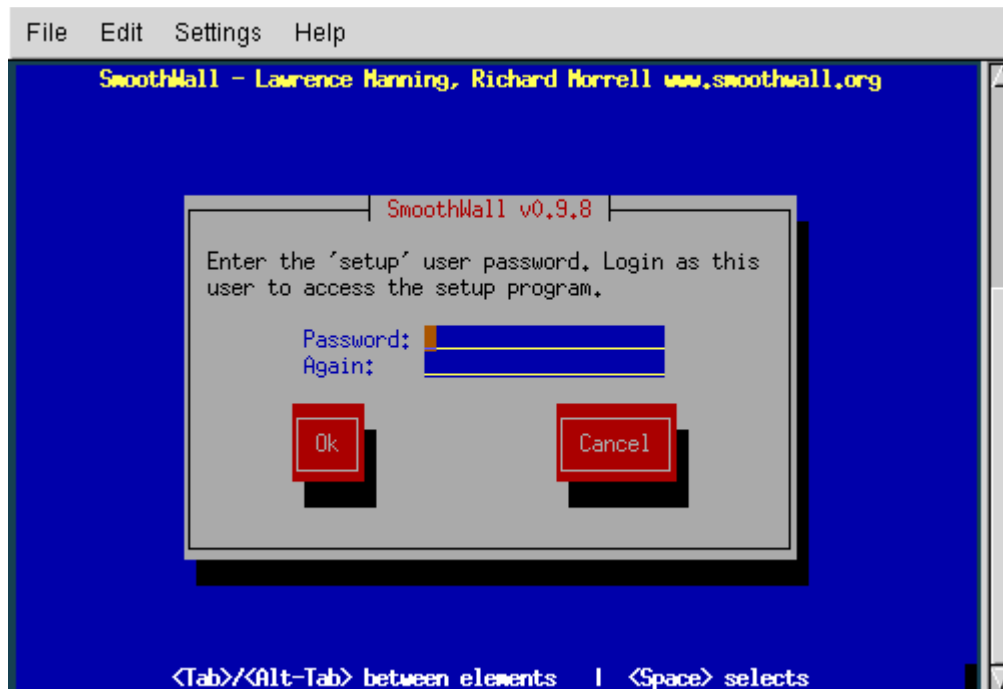 File Edit Settings Help
SmoothWall - Lawrence Manning, Richard Morrell www.smoothwall.org
SmoothWall v0.9.8
Enter the 'setup' user password. Login as this
user to access the setup program.
Password:
Again:
Ok Cancel
<Tab>/<Alt-Tab> between elements | <Space> selects